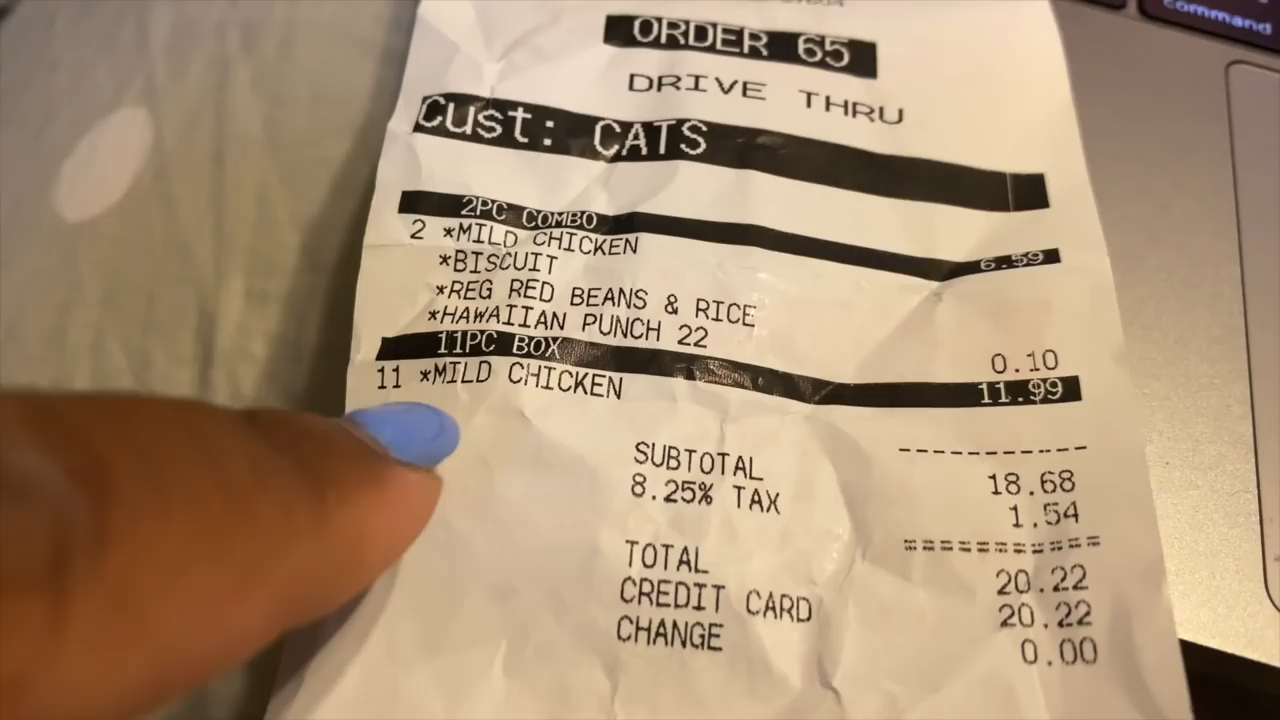 command
ORDER 65
DRIVE THRU
Cust: CATS
2PC COMBO 6.59
2 *MILD CHICKEN
*BISCUIT
*REG RED BEANS & RICE
*HAWAIIAN PUNCH 22 0.10
11PC BOX 11.99
11 *MILD CHICKEN
----------
SUBTOTAL 18.68
8.25% TAX 1.54
==========
TOTAL 20.22
CREDIT CARD 20.22
CHANGE 0.00